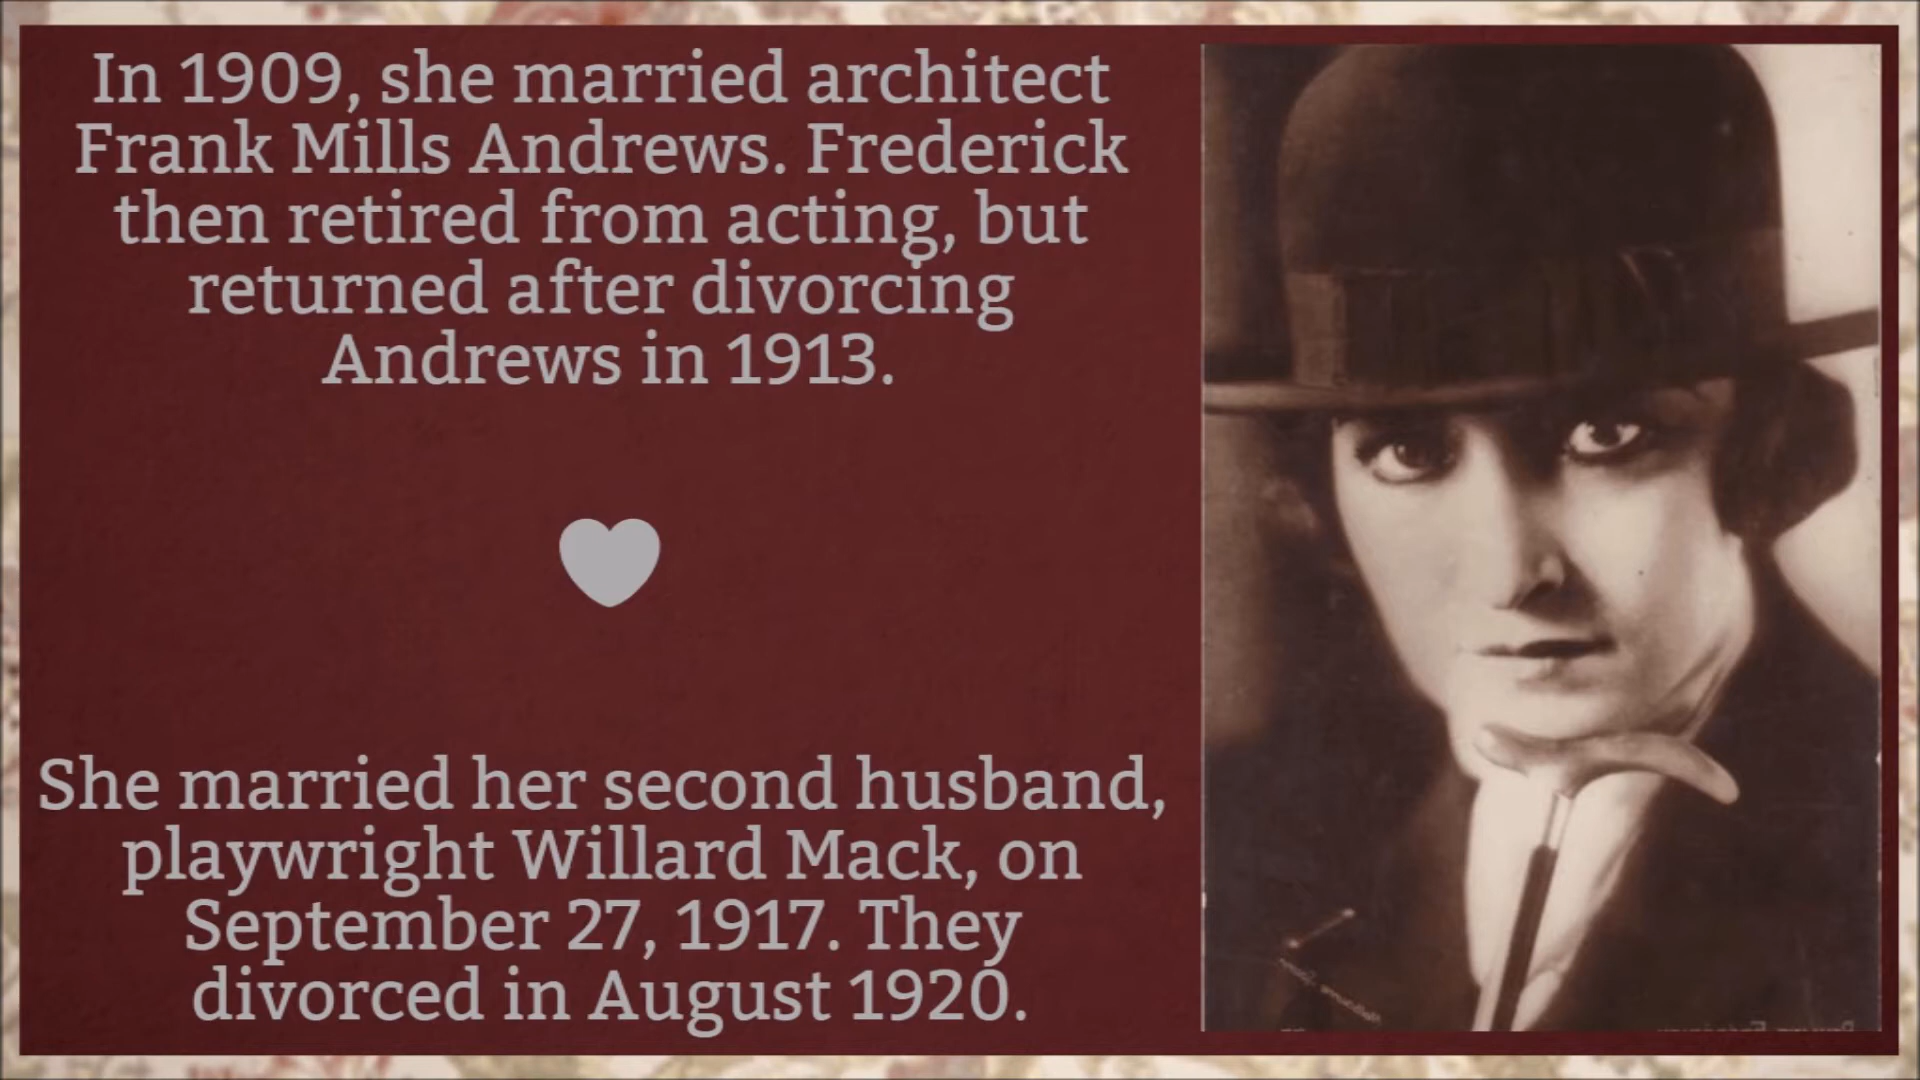 In 1909, she married architect
Frank Mills Andrews. Frederick
then retired from acting, but
returned after divorcing
Andrews in 1913.
She married her second husband,
playwright Willard Mack, on
September 27, 1917. They
divorced in August 1920.